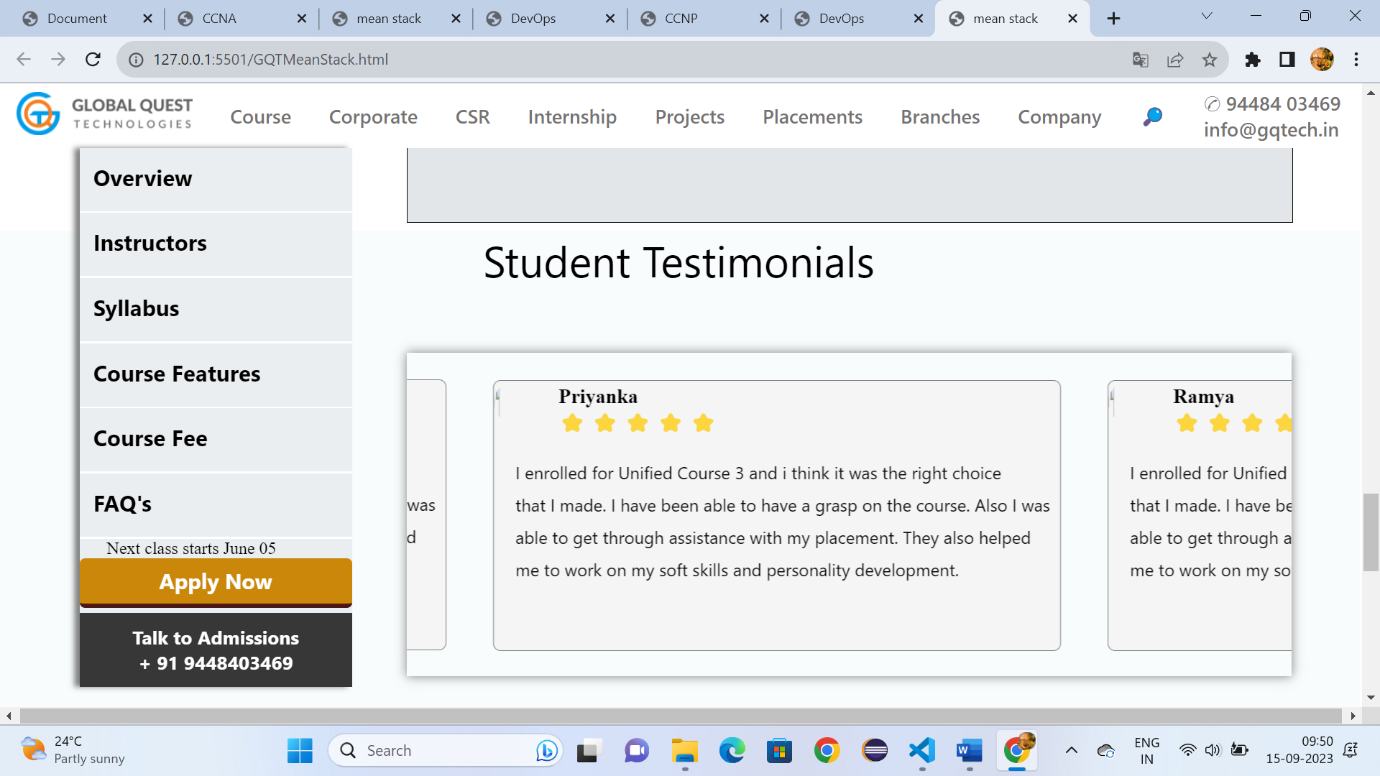 Document
CCNA
mean stack
DevOps
CCNP
DevOps
mean stack
127.0.0.1:5501/GQTMeanStack.html
GLOBAL QUEST
TECHNOLOGIES
Course
Corporate
CSR
Internship
Projects
Placements
Branches
Company
✆ 94484 03469
info@gqtech.in
Overview
Instructors
Syllabus
Course Features
Course Fee
FAQ's
Next class starts June 05
Apply Now
Talk to Admissions
+ 91 9448403469
Student Testimonials
was
d
Priyanka
I enrolled for Unified Course 3 and i think it was the right choice
that I made. I have been able to have a grasp on the course. Also I was
able to get through assistance with my placement. They also helped
me to work on my soft skills and personality development.
Ramya
I enrolled for Unified
that I made. I have be
able to get through a
me to work on my so
24°C
Partly sunny
Search
ENG
IN
09:50
15-09-2023